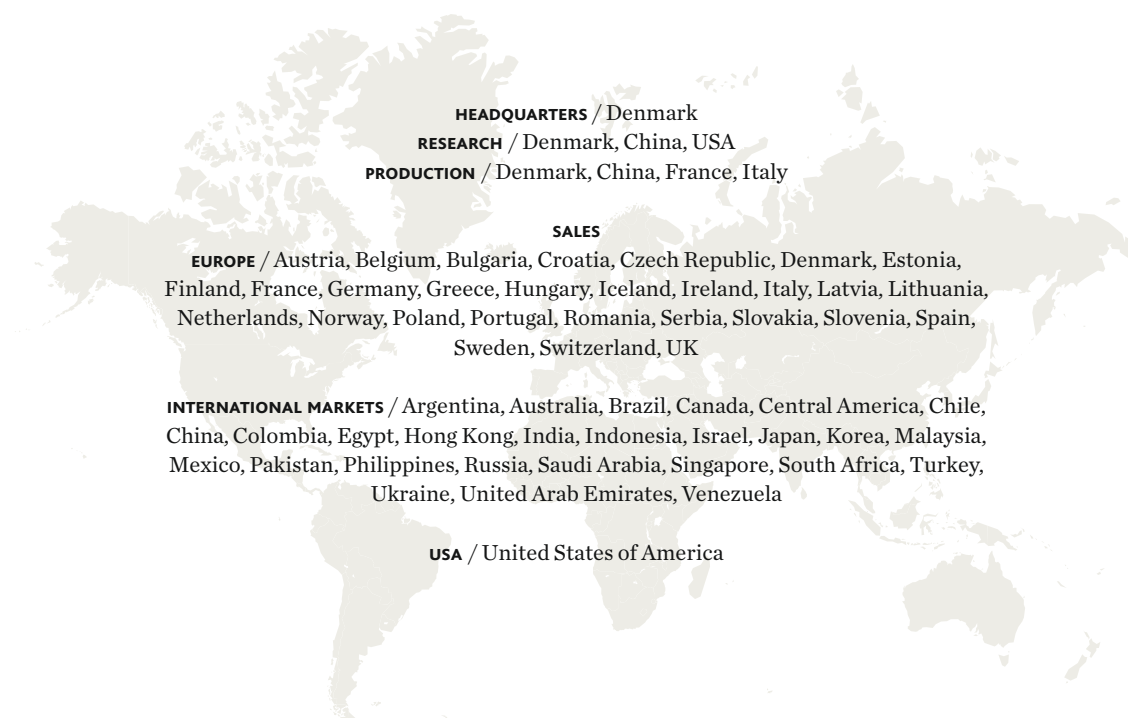 HEADQUARTERS / Denmark
RESEARCH / Denmark, China, USA
PRODUCTION / Denmark, China, France, Italy
SALES
EUROPE / Austria, Belgium, Bulgaria, Croatia, Czech Republic, Denmark, Estonia,
Finland, France, Germany, Greece, Hungary, Iceland, Ireland, Italy, Latvia, Lithuania,
Netherlands, Norway, Poland, Portugal, Romania, Serbia, Slovakia, Slovenia, Spain,
Sweden, Switzerland, UK
INTERNATIONAL MARKETS / Argentina, Australia, Brazil, Canada, Central America, Chile,
China, Colombia, Egypt, Hong Kong, India, Indonesia, Israel, Japan, Korea, Malaysia,
Mexico, Pakistan, Philippines, Russia, Saudi Arabia, Singapore, South Africa, Turkey,
Ukraine, United Arab Emirates, Venezuela
USA / United States of America